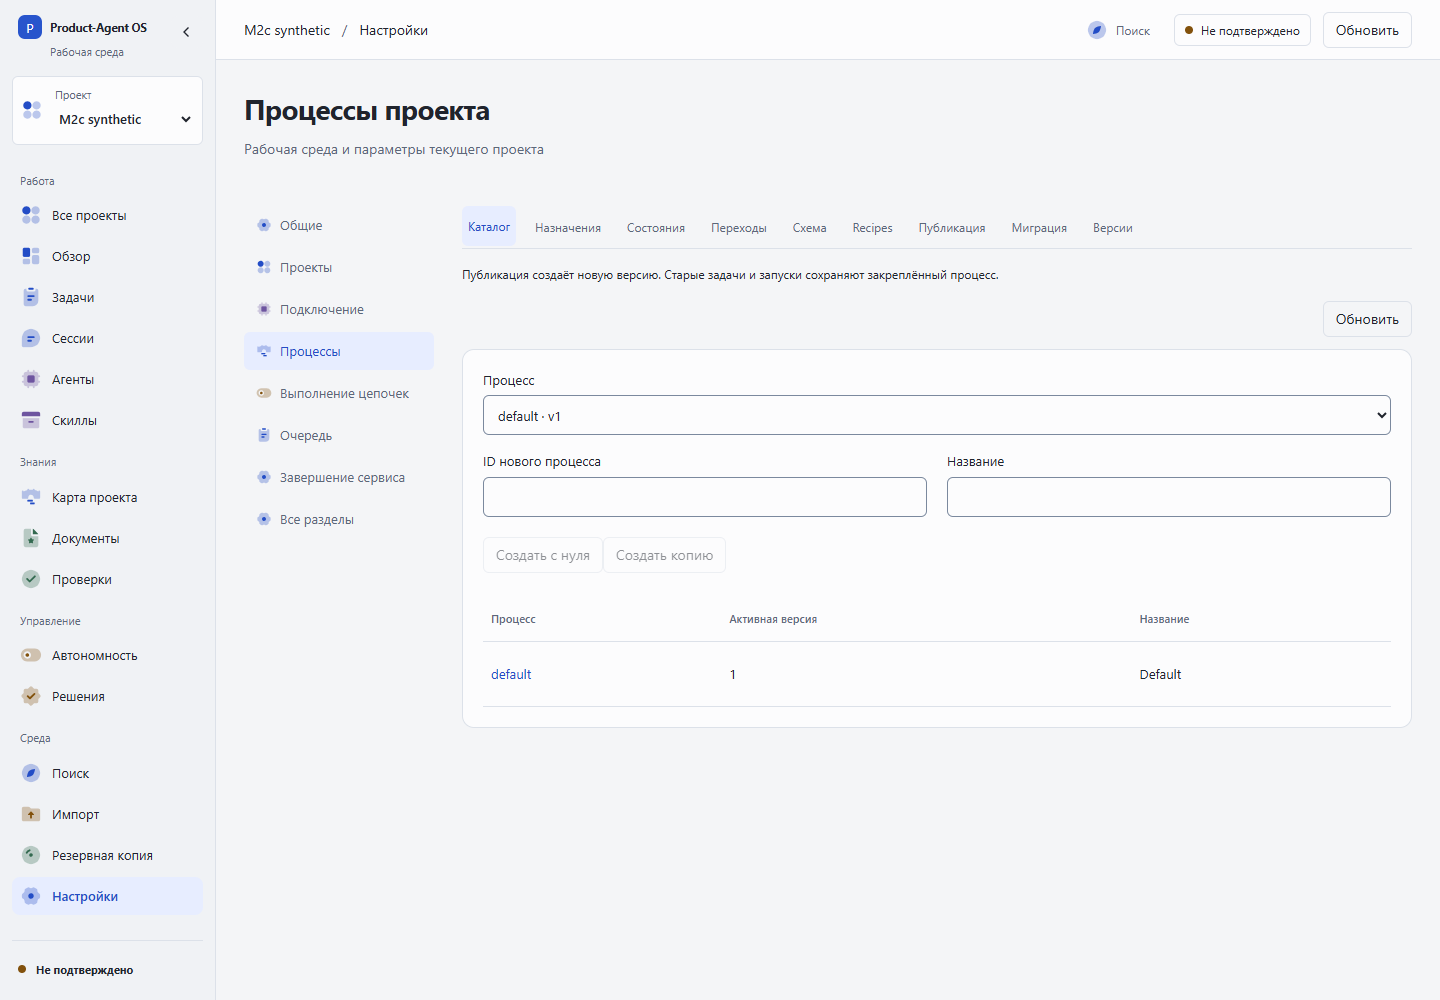 P
Product-Agent OS
Рабочая среда
Проект
M2c synthetic
Работа
Все проекты
Обзор
Задачи
Сессии
Агенты
Скиллы
Знания
Карта проекта
Документы
Проверки
Управление
Автономность
Решения
Среда
Поиск
Импорт
Резервная копия
Настройки
Не подтверждено
M2c synthetic / Настройки
Поиск
Не подтверждено
Обновить
Процессы проекта
Рабочая среда и параметры текущего проекта
Общие
Проекты
Подключение
Процессы
Выполнение цепочек
Очередь
Завершение сервиса
Все разделы
Каталог Назначения Состояния Переходы Схема Recipes Публикация Миграция Версии
Публикация создаёт новую версию. Старые задачи и запуски сохраняют закреплённый процесс.
Обновить
Процесс
default · v1
ID нового процесса Название
Создать с нуля Создать копию
Процесс Активная версия Название
default 1 Default